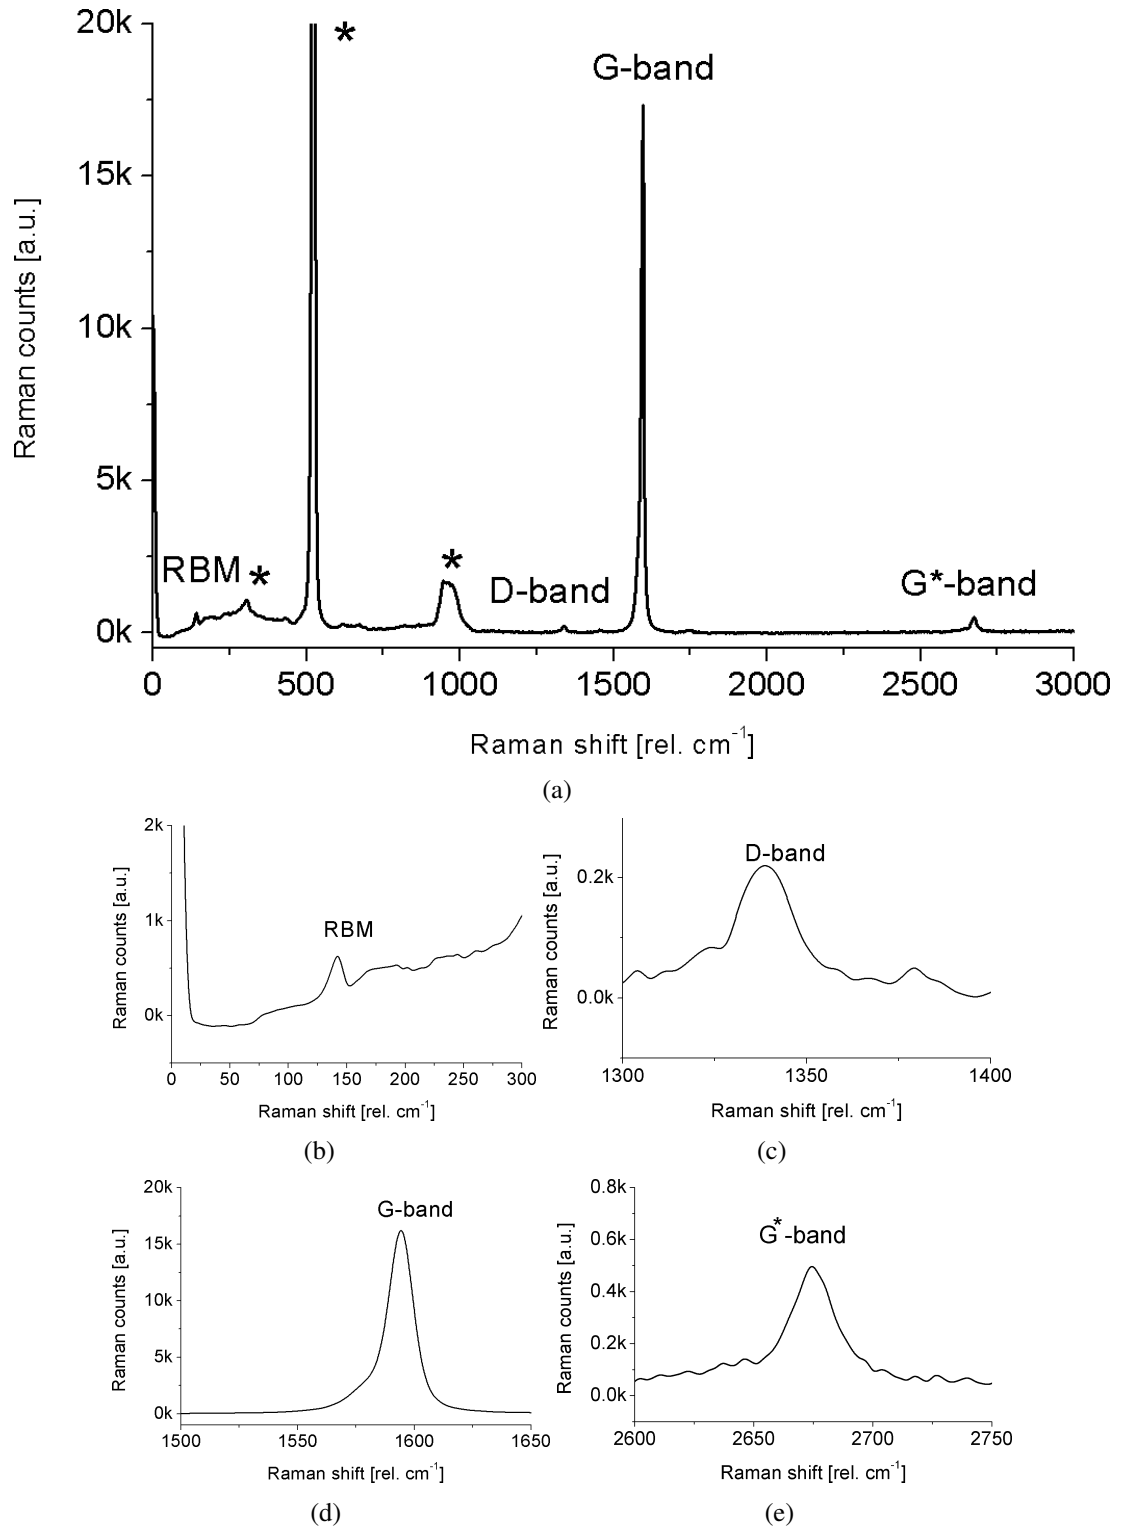 20k
*
G-band
15k
10k
5k
RBM
*
*
D-band
G*-band
0k
0 500 1000 1500 2000 2500 3000
Raman counts [a.u.]
Raman shift [rel. cm⁻¹]
(a)
2k
RBM
1k
0k
0 50 100 150 200 250 300
Raman counts [a.u.]
Raman shift [rel. cm⁻¹]
(b)
D-band
0.2k
0.0k
1300 1350 1400
Raman counts [a.u.]
Raman shift [rel. cm⁻¹]
(c)
20k
G-band
15k
10k
5k
0k
1500 1550 1600 1650
Raman counts [a.u.]
Raman shift [rel. cm⁻¹]
(d)
0.8k
G*-band
0.6k
0.4k
0.2k
0.0k
2600 2650 2700 2750
Raman counts [a.u.]
Raman shift [rel. cm⁻¹]
(e)